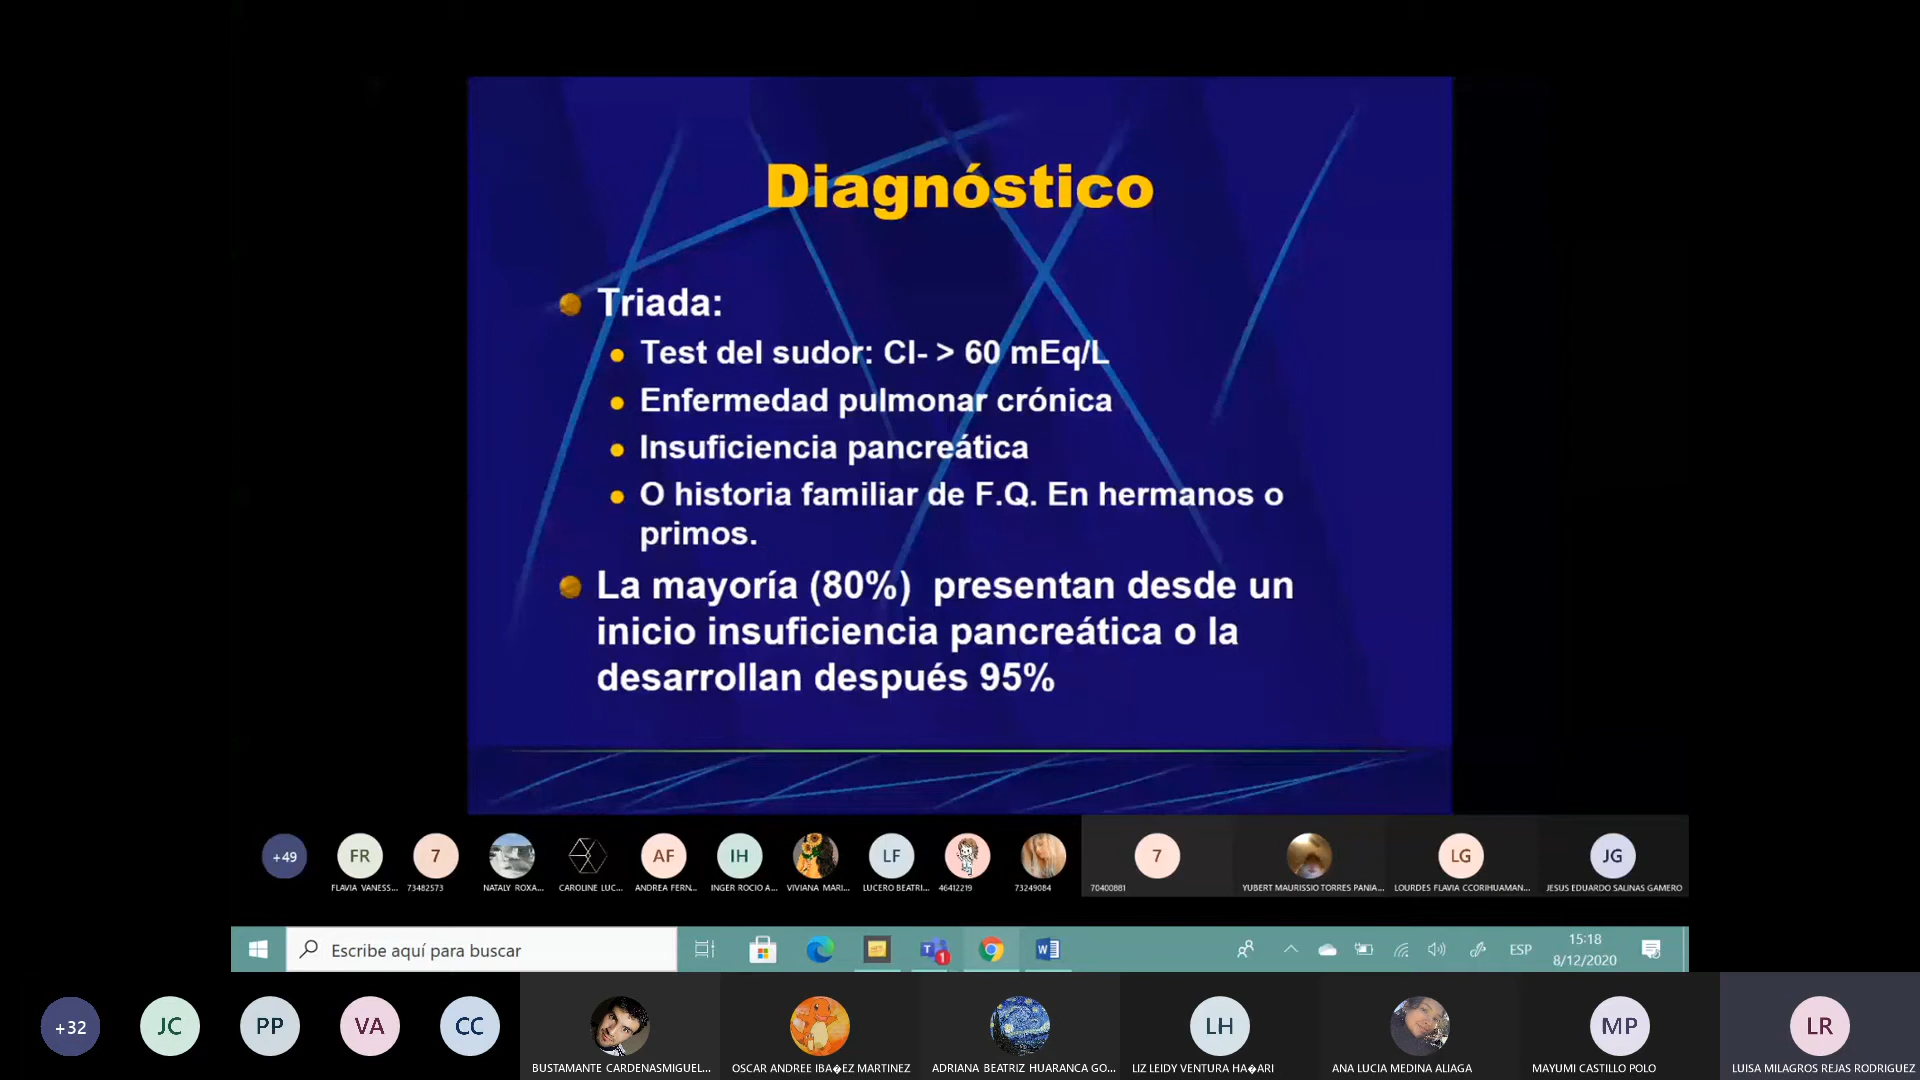 Diagnóstico
Triada:
Test del sudor: Cl- > 60 mEq/L
Enfermedad pulmonar crónica
Insuficiencia pancreática
O historia familiar de F.Q. En hermanos o
primos.
La mayoría (80%) presentan desde un
inicio insuficiencia pancreática o la
desarrollan después 95%
+49 FR 7 AF IH LF 7 LG JG
FLAVIA VANESS... 73482573 NATALY ROXA... CAROLINE LUC... ANDREA FERN... INGER ROCIO A... VIVIANA MARI... LUCERO BEATRI... 46412219 73249084 70400881 YUBERT MAURISSIO TORRES PANIA... LOURDES FLAVIA CCORIHUAMAN... JESUS EDUARDO SALINAS GAMERO
Escribe aquí para buscar T 1 W ESP 15:18
8/12/2020
+32 JC PP VA CC LH MP LR
BUSTAMANTE CARDENASMIGUEL... OSCAR ANDREE IBA�EZ MARTINEZ ADRIANA BEATRIZ HUARANCA GO... LIZ LEIDY VENTURA HA�ARI ANA LUCIA MEDINA ALIAGA MAYUMI CASTILLO POLO LUISA MILAGROS REJAS RODRIGUEZ